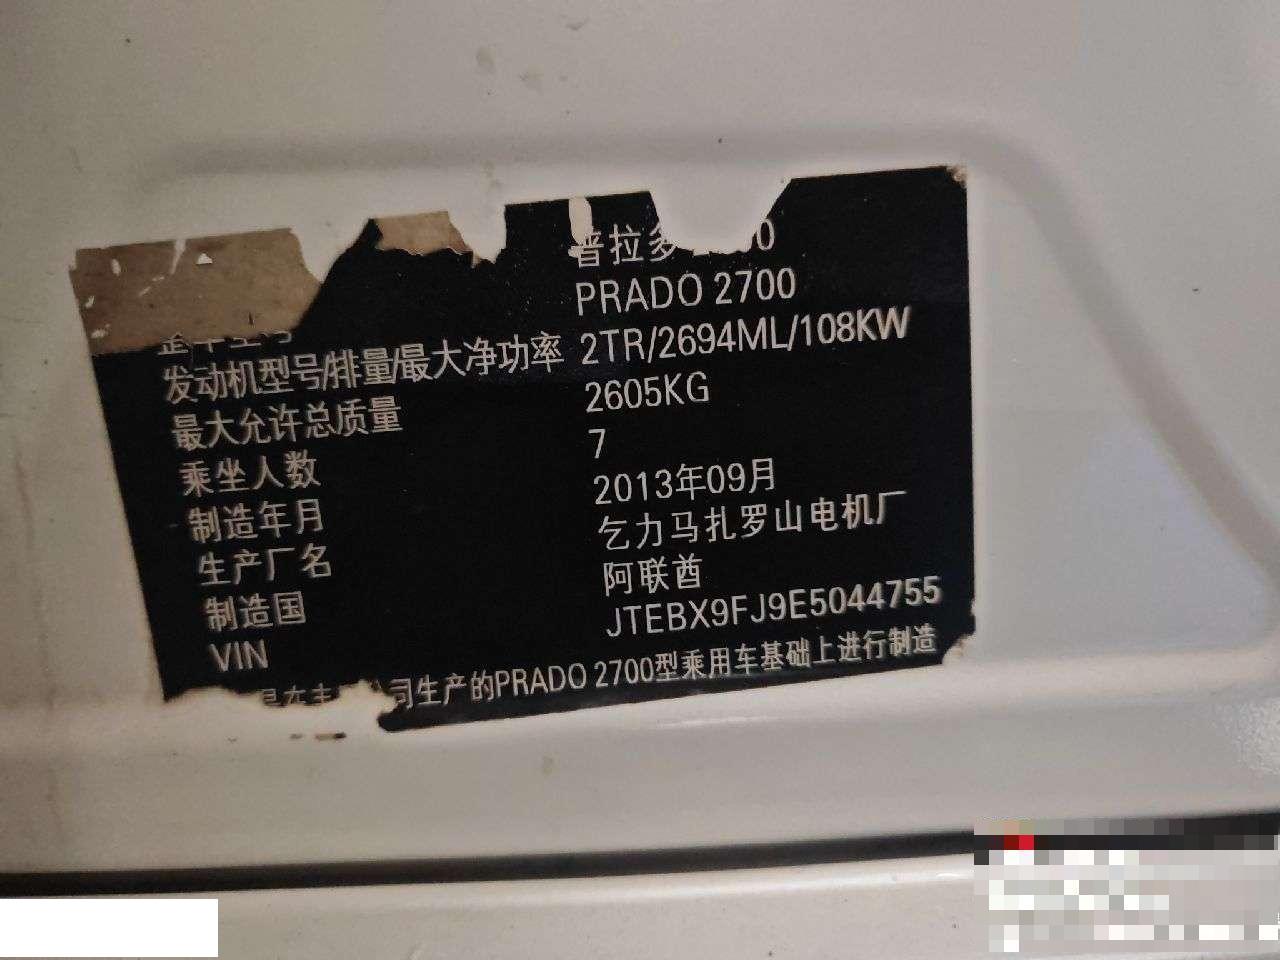 普拉多
PRADO 2700
整车型号
发动机型号/排量/最大净功率 2TR/2694ML/108KW
最大允许总质量 2605KG
乘坐人数 7
制造年月 2013年09月
生产厂名 乞力马扎罗山电机厂
制造国 阿联酋
VIN JTEBX9FJ9E5044755
司生产的PRADO 2700型乘用车基础上进行制造